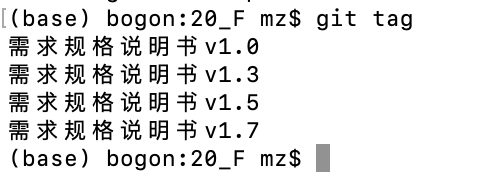 [(base) bogon:20_F mz$ git tag
需求规格说明书v1.0
需求规格说明书v1.3
需求规格说明书v1.5
需求规格说明书v1.7
(base) bogon:20_F mz$